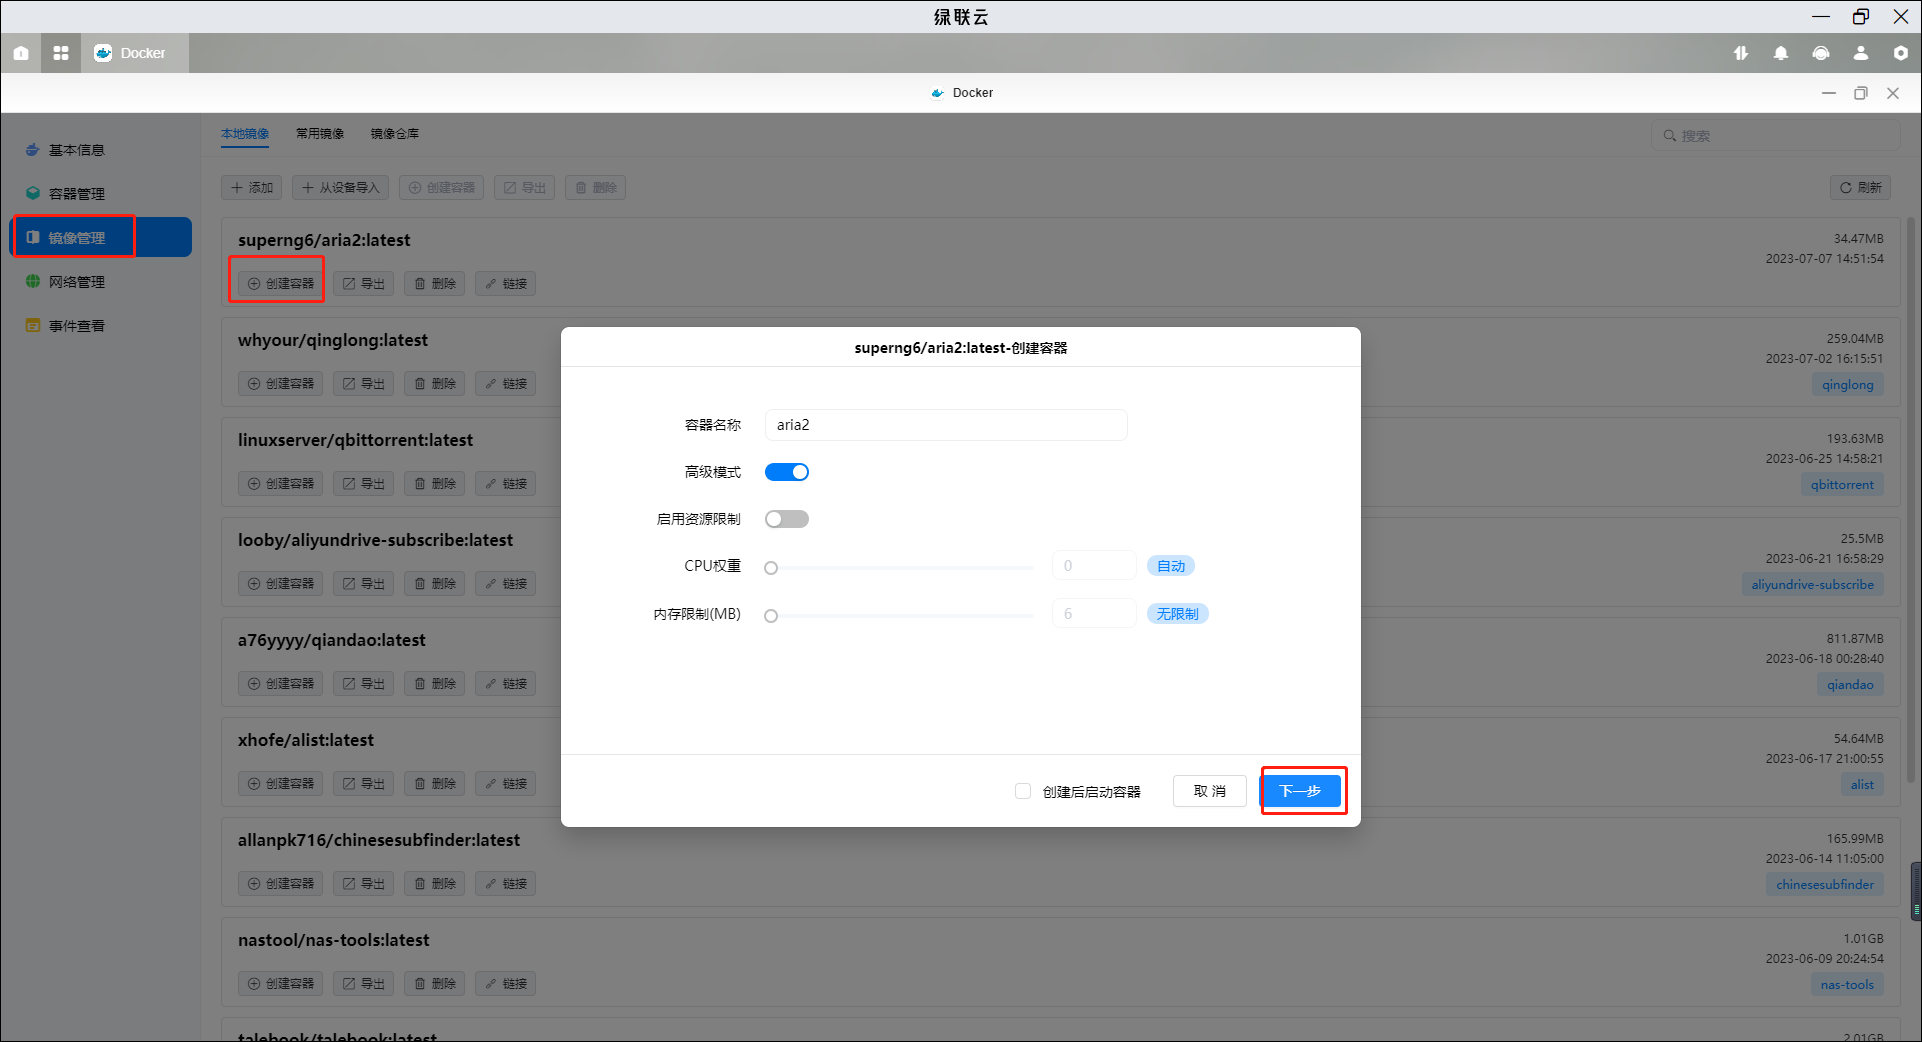 绿联云
Docker
Docker
基本信息
容器管理
镜像管理
网络管理
事件查看
本地镜像 常用镜像 镜像仓库
搜索
添加 从设备导入 创建容器 导出 删除
刷新
superng6/aria2:latest
34.47MB
2023-07-07 14:51:54
创建容器 导出 删除 链接
whyour/qinglong:latest
259.04MB
2023-07-02 16:15:51
创建容器 导出 删除 链接
qinglong
linuxserver/qbittorrent:latest
193.63MB
2023-06-25 14:58:21
创建容器 导出 删除 链接
qbittorrent
looby/aliyundrive-subscribe:latest
25.5MB
2023-06-21 16:58:29
创建容器 导出 删除 链接
aliyundrive-subscribe
a76yyyy/qiandao:latest
811.87MB
2023-06-18 00:28:40
创建容器 导出 删除 链接
qiandao
xhofe/alist:latest
54.64MB
2023-06-17 21:00:55
创建容器 导出 删除 链接
alist
allanpk716/chinesesubfinder:latest
165.99MB
2023-06-14 11:05:00
创建容器 导出 删除 链接
chinesesubfinder
nastool/nas-tools:latest
1.01GB
2023-06-09 20:24:54
创建容器 导出 删除 链接
nas-tools
talebook/talebook:latest
2.01GB
superng6/aria2:latest-创建容器
容器名称 aria2
高级模式
启用资源限制
CPU权重 0 自动
内存限制(MB) 6 无限制
创建后启动容器 取消 下一步